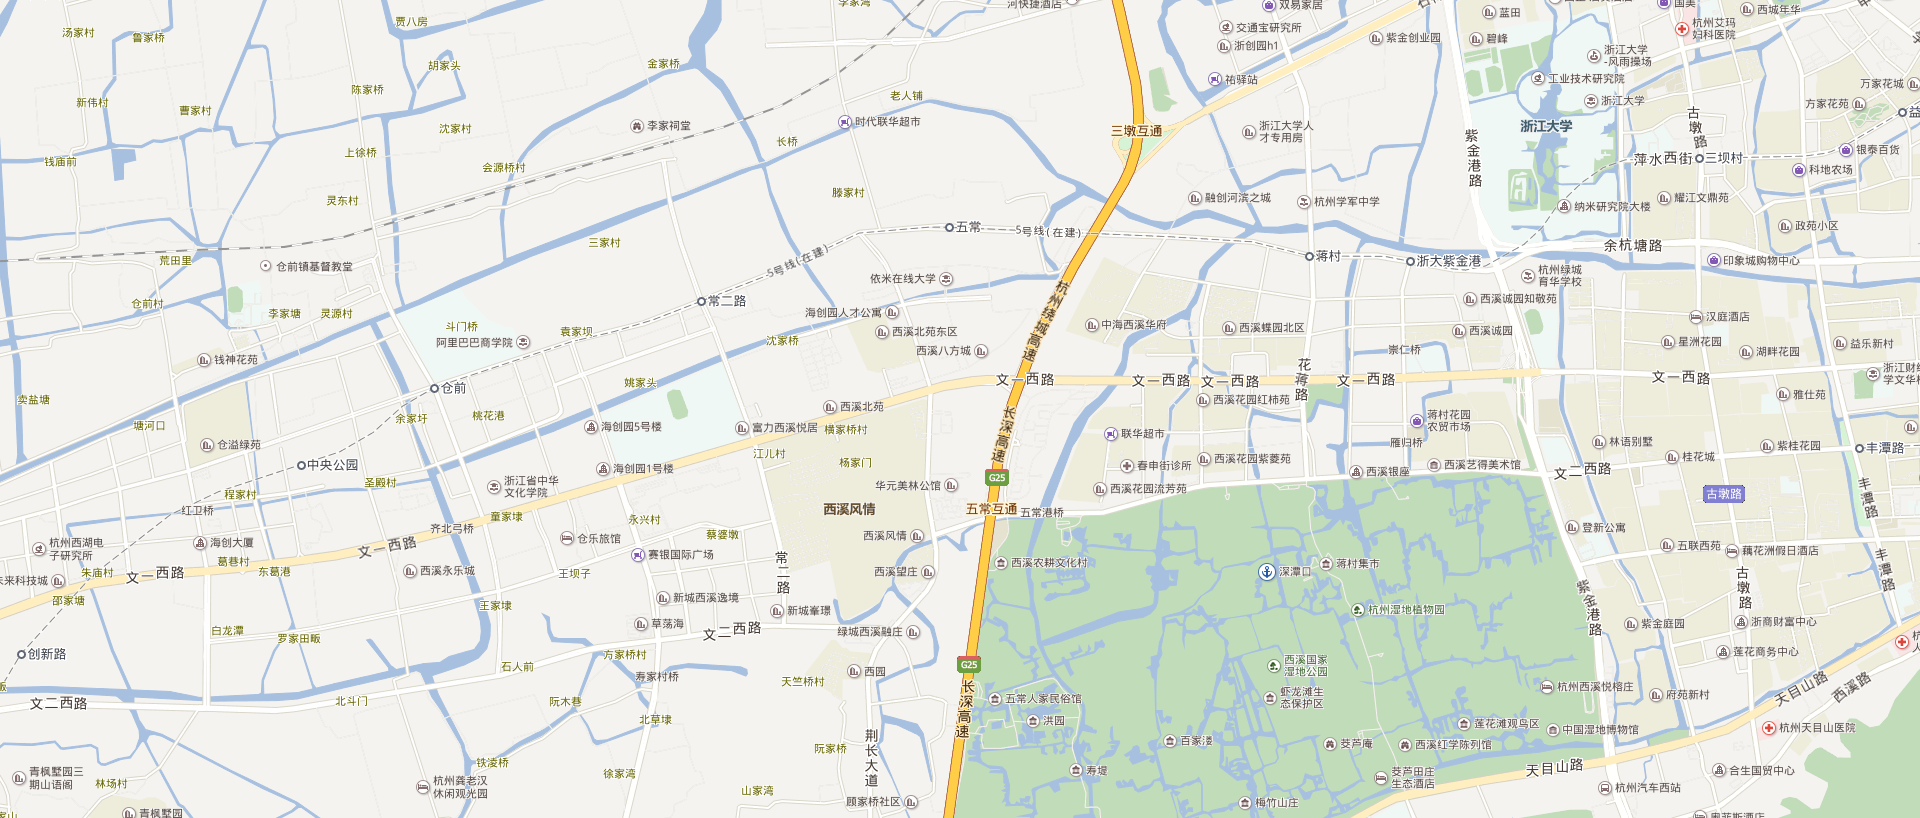 李家湾
河快捷酒店
双易家居
国美
西城年华
贾八房
蓝田
汤家村
鲁家桥
交通宝研究所
紫金创业园
碧峰
杭州艾玛
妇科医院
浙创园h1
浙江大学
-风雨操场
胡家头
金家桥
祐驿站
工业技术研究院
万家花城
陈家桥
老人铺
浙江大学
方家花苑
新伟村
曹家村
时代联华超市
李家祠堂
沈家村
三墩互通
浙江大学人
才专用房
浙江大学
古墩路
紫金港路
长桥
上徐桥
会源桥村
钱庙前
萍水西街
三坝村
银泰百货
科地农场
滕家村
灵东村
融创河滨之城
杭州学军中学
纳米研究院大楼
耀江文鼎苑
政苑小区
五常
5号线(在建)
三家村
余杭塘路
荒田里
仓前镇基督教堂
5号线(在建)
蒋村
浙大紫金港
印象城购物中心
依米在线大学
杭州绿城
育华学校
杭州绕城高速
仓前村
李家塘
灵源村
常二路
海创园人才公寓
西溪诚园知敬苑
汉庭酒店
斗门桥
袁家坝
阿里巴巴商学院
沈家桥
西溪北苑东区
中海西溪华府
西溪蝶园北区
西溪诚园
星洲花园
益乐新村
钱神花苑
西溪八方城
崇仁桥
湖畔花园
仓前
姚家头
文一西路
文一西路
文一西路
花蒋路
文一西路
文一西路
浙江财经
学文华校
卖盐塘
西溪北苑
西溪花园红柿苑
雅仕苑
桃花港
余家圩
塘河口
海创园5号楼
富力西溪悦居
横家桥村
长深高速
蒋村花园
农贸市场
仓溢绿苑
江儿村
联华超市
雁归桥
林语别墅
紫桂花园
丰潭路
中央公园
海创园1号楼
杨家门
春申街诊所
西溪花园紫菱苑
西溪银座
西溪艺得美术馆
桂花城
文二西路
G25
圣殿村
浙江省中华
文化学院
华元美林公馆
西溪花园流芳苑
古墩路
丰潭路
程家村
红卫桥
童家埭
永兴村
西溪风情
五常互通
五常港桥
齐北弓桥
蔡婆墩
登新公寓
杭州西湖电
子研究所
海创大厦
文一西路
仓乐旅馆
赛银国际广场
西溪风情
五联西苑
藕花洲假日酒店
葛巷村
常二路
西溪农耕文化村
深潭口
蒋村集市
丰潭路
未来科技城
朱庙村
文一西路
东葛港
西溪永乐城
王坝子
西溪望庄
古墩路
紫金港路
邵家塘
王家埭
新城西溪逸境
新城峯璟
杭州湿地植物园
白龙潭
罗家田畈
草荡海
文二西路
绿城西溪融庄
紫金庭园
浙商财富中心
创新路
石人前
方家桥村
G25
西溪国家
湿地公园
莲花商务中心
寿家村桥
西园
天竺桥村
长深高速
五常人家民俗馆
虾龙滩生
态保护区
杭州西溪悦榕庄
府苑新村
天目山路
西溪路
文二西路
北斗门
阮木巷
北草埭
洪园
莲花滩观鸟区
中国湿地博物馆
杭州天目山医院
荆长大道
阮家桥
百家溇
茭芦庵
西溪红学陈列馆
青枫墅园三
期山语阁
林场村
铁凌桥
徐家湾
寿堤
茭芦田庄
生态酒店
天目山路
合生国贸中心
杭州龚老汉
休闲观光园
山家湾
顾家桥社区
梅竹山庄
杭州汽车西站
青枫墅园